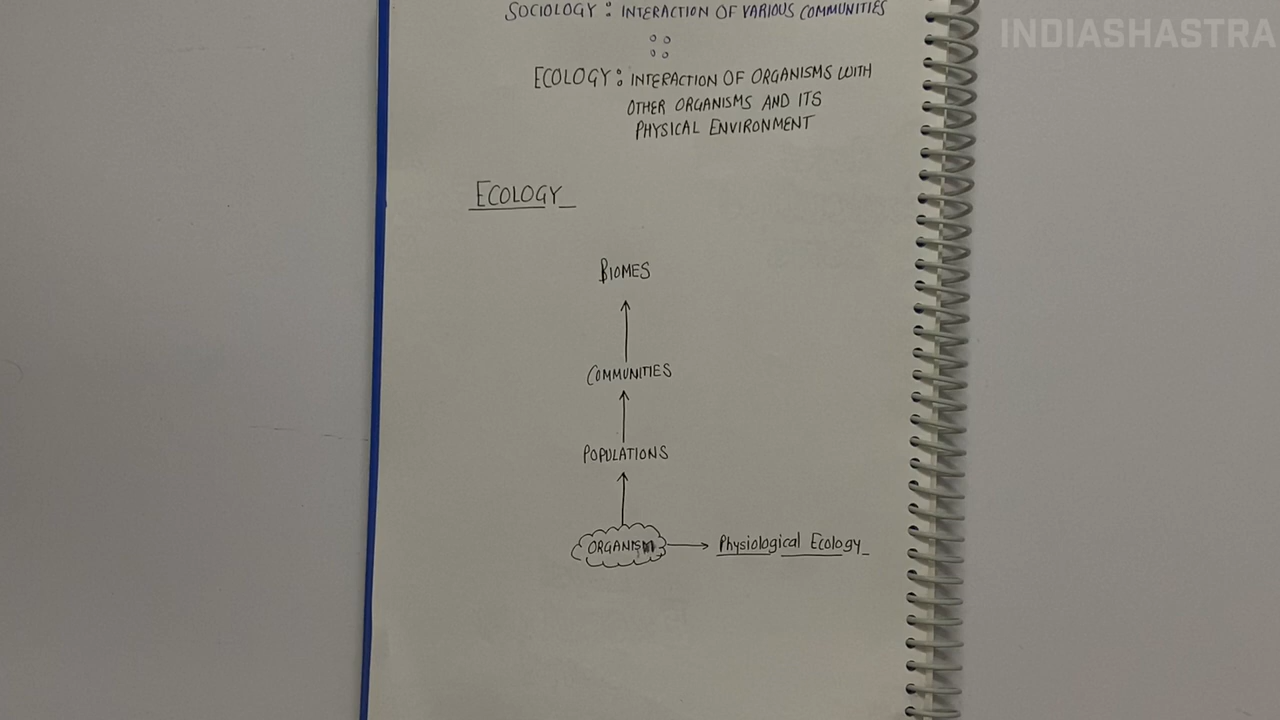 SOCIOLOGY : INTERACTION OF VARIOUS COMMUNITIES
INDIASHASTRA
ECOLOGY : INTERACTION OF ORGANISMS WITH
OTHER ORGANISMS AND ITS
PHYSICAL ENVIRONMENT
ECOLOGY
BIOMES
COMMUNITIES
POPULATIONS
ORGANISM
Physiological Ecology